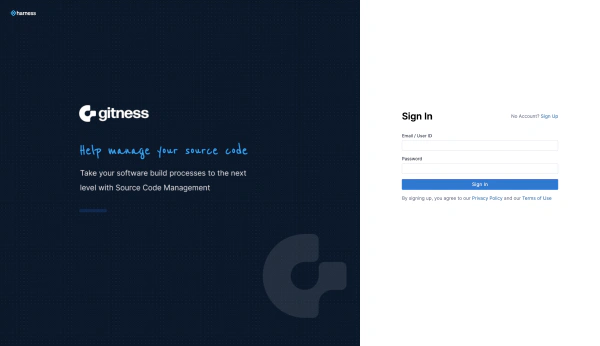 harness
gitness
Help manage your source code
Take your software build processes to the next
level with Source Code Management
Sign In
No Account? Sign Up
Email / User ID
Password
Sign In
By signing up, you agree to our Privacy Policy and our Terms of Use